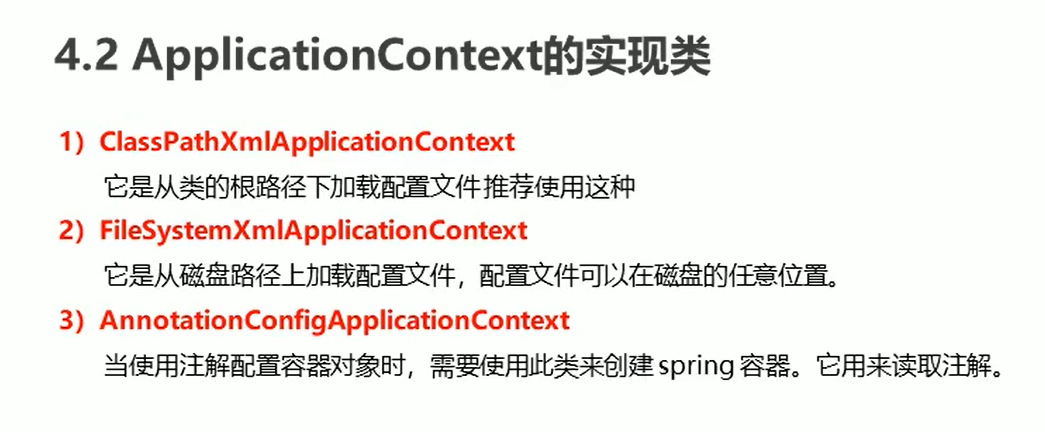 4.2 ApplicationContext的实现类
1）ClassPathXmlApplicationContext
它是从类的根路径下加载配置文件 推荐使用这种
2）FileSystemXmlApplicationContext
它是从磁盘路径上加载配置文件，配置文件可以在磁盘的任意位置。
3）AnnotationConfigApplicationContext
当使用注解配置容器对象时，需要使用此类来创建 spring 容器。它用来读取注解。